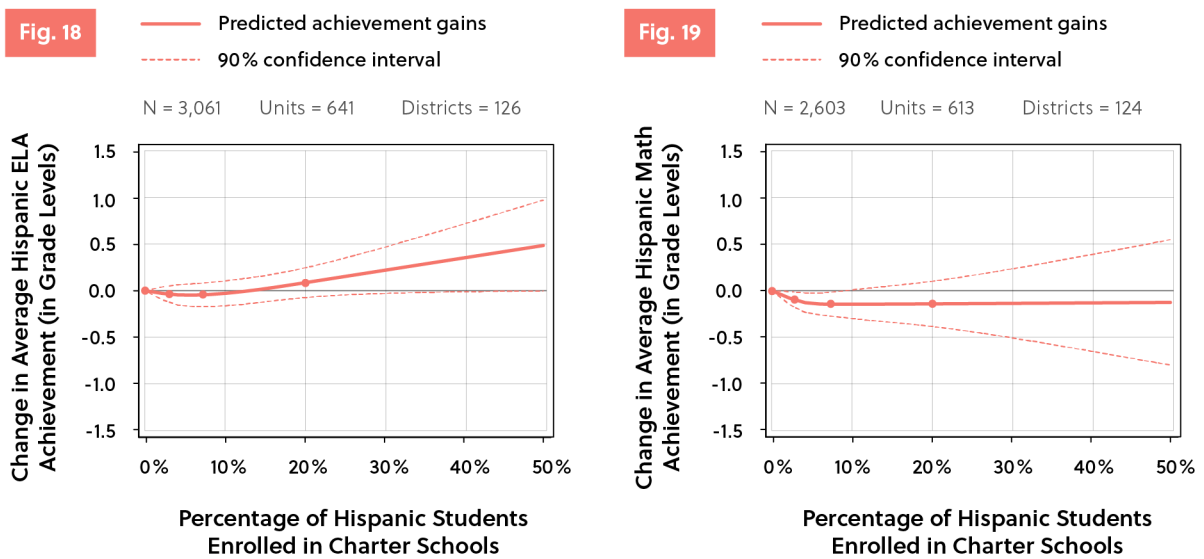 Fig. 18
Predicted achievement gains
90% confidence interval
N = 3,061 Units = 641 Districts = 126
Change in Average Hispanic ELA
Achievement (in Grade Levels)
1.5
1.0
0.5
0.0
-0.5
-1.0
-1.5
0% 10% 20% 30% 40% 50%
Percentage of Hispanic Students
Enrolled in Charter Schools
Fig. 19
Predicted achievement gains
90% confidence interval
N = 2,603 Units = 613 Districts = 124
Change in Average Hispanic Math
Achievement (in Grade Levels)
1.5
1.0
0.5
0.0
-0.5
-1.0
-1.5
0% 10% 20% 30% 40% 50%
Percentage of Hispanic Students
Enrolled in Charter Schools